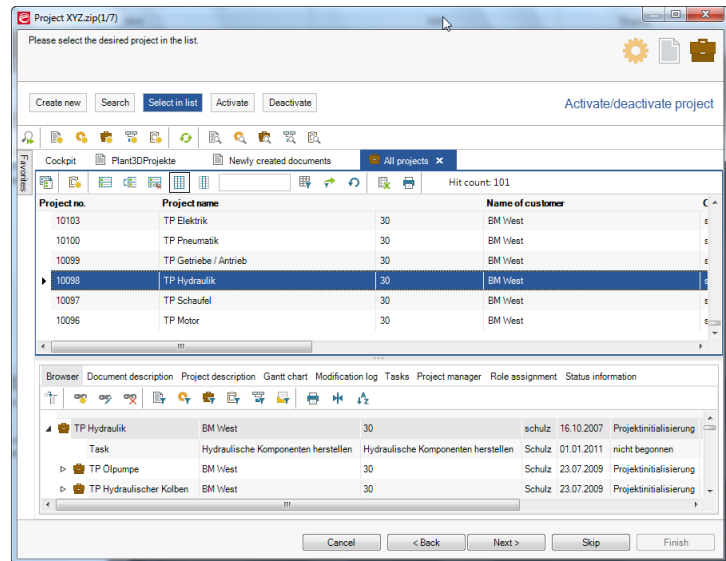 Project XYZ.zip(1/7)
Please select the desired project in the list.
Create new Search Select in list Activate Deactivate Activate/deactivate project
Favorites
Cockpit Plant3DProjekte Newly created documents All projects
Hit count: 101
Project no. Project name Name of customer C
10103 TP Elektrik 30 BM West s
10100 TP Pneumatik 30 BM West s
10099 TP Getriebe / Antrieb 30 BM West s
10098 TP Hydraulik 30 BM West s
10097 TP Schaufel 30 BM West s
10096 TP Motor 30 BM West s
Browser Document description Project description Gantt chart Modification log Tasks Project manager Role assignment Status information
TP Hydraulik BM West 30 schulz 16.10.2007 Projektinitialisierung
Task Hydraulische Komponenten herstellen Hydraulische Komponenten herstellen Schulz 01.01.2011 nicht begonnen
TP Ölpumpe BM West 30 Schulz 23.07.2009 Projektinitialisierung
TP Hydraulischer Kolben BM West 30 Schulz 23.07.2009 Projektinitialisierung
Cancel < Back Next > Skip Finish